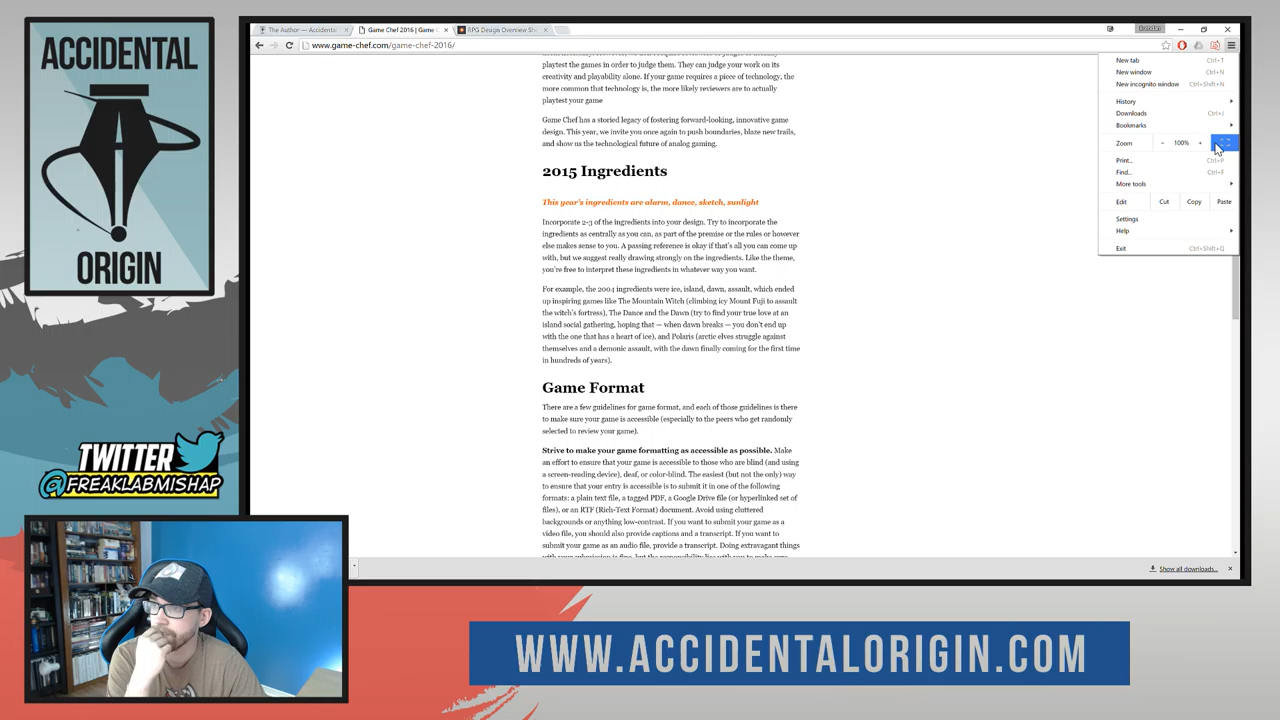 ACCIDENTAL
ORIGIN
TWITTER
@FREAKLABMISHAP
The Author — Accidenta
Game Chef 2016 | Game C
RPG Design Overview Sh
www.game-chef.com/game-chef-2016/
playtest the games in order to judge them. They can judge your work on its
creativity and playability alone. If your game requires a piece of technology, the
more common that technology is, the more likely reviewers are to actually
playtest your game
Game Chef has a storied legacy of fostering forward-looking, innovative game
design. This year, we invite you once again to push boundaries, blaze new trails,
and show us the technological future of analog gaming.
2015 Ingredients
This year's ingredients are alarm, dance, sketch, sunlight
Incorporate 2-3 of the ingredients into your design. Try to incorporate the
ingredients as centrally as you can, as part of the premise or the rules or however
else makes sense to you. A passing reference is okay if that's all you can come up
with, but we suggest really drawing strongly on the ingredients. Like the theme,
you're free to interpret these ingredients in whatever way you want.
For example, the 2004 ingredients were ice, island, dawn, assault, which ended
up inspiring games like The Mountain Witch (climbing icy Mount Fuji to assault
the witch's fortress), The Dance and the Dawn (try to find your true love at an
island social gathering, hoping that — when dawn breaks — you don't end up
with the one that has a heart of ice), and Polaris (arctic elves struggle against
themselves and a demonic assault, with the dawn finally coming for the first time
in hundreds of years).
Game Format
There are a few guidelines for game format, and each of those guidelines is there
to make sure your game is accessible (especially to the peers who get randomly
selected to review your game).
Strive to make your game formatting as accessible as possible. Make
an effort to ensure that your game is accessible to those who are blind (and using
a screen-reading device), deaf, or color-blind. The easiest (but not the only) way
to ensure that your entry is accessible is to submit it in one of the following
formats: a plain text file, a tagged PDF, a Google Drive file (or hyperlinked set of
files), or an RTF (Rich-Text Format) document. Avoid using cluttered
backgrounds or anything low-contrast. If you want to submit your game as a
video file, you should also provide captions and a transcript. If you want to
submit your game as an audio file, provide a transcript. Doing extravagant things
New tab Ctrl+T
New window Ctrl+N
New incognito window Ctrl+Shift+N
History
Downloads Ctrl+J
Bookmarks
Zoom - 100% +
Print... Ctrl+P
Find... Ctrl+F
More tools
Edit Cut Copy Paste
Settings
Help
Exit Ctrl+Shift+Q
Show all downloads...
WWW.ACCIDENTALORIGIN.COM